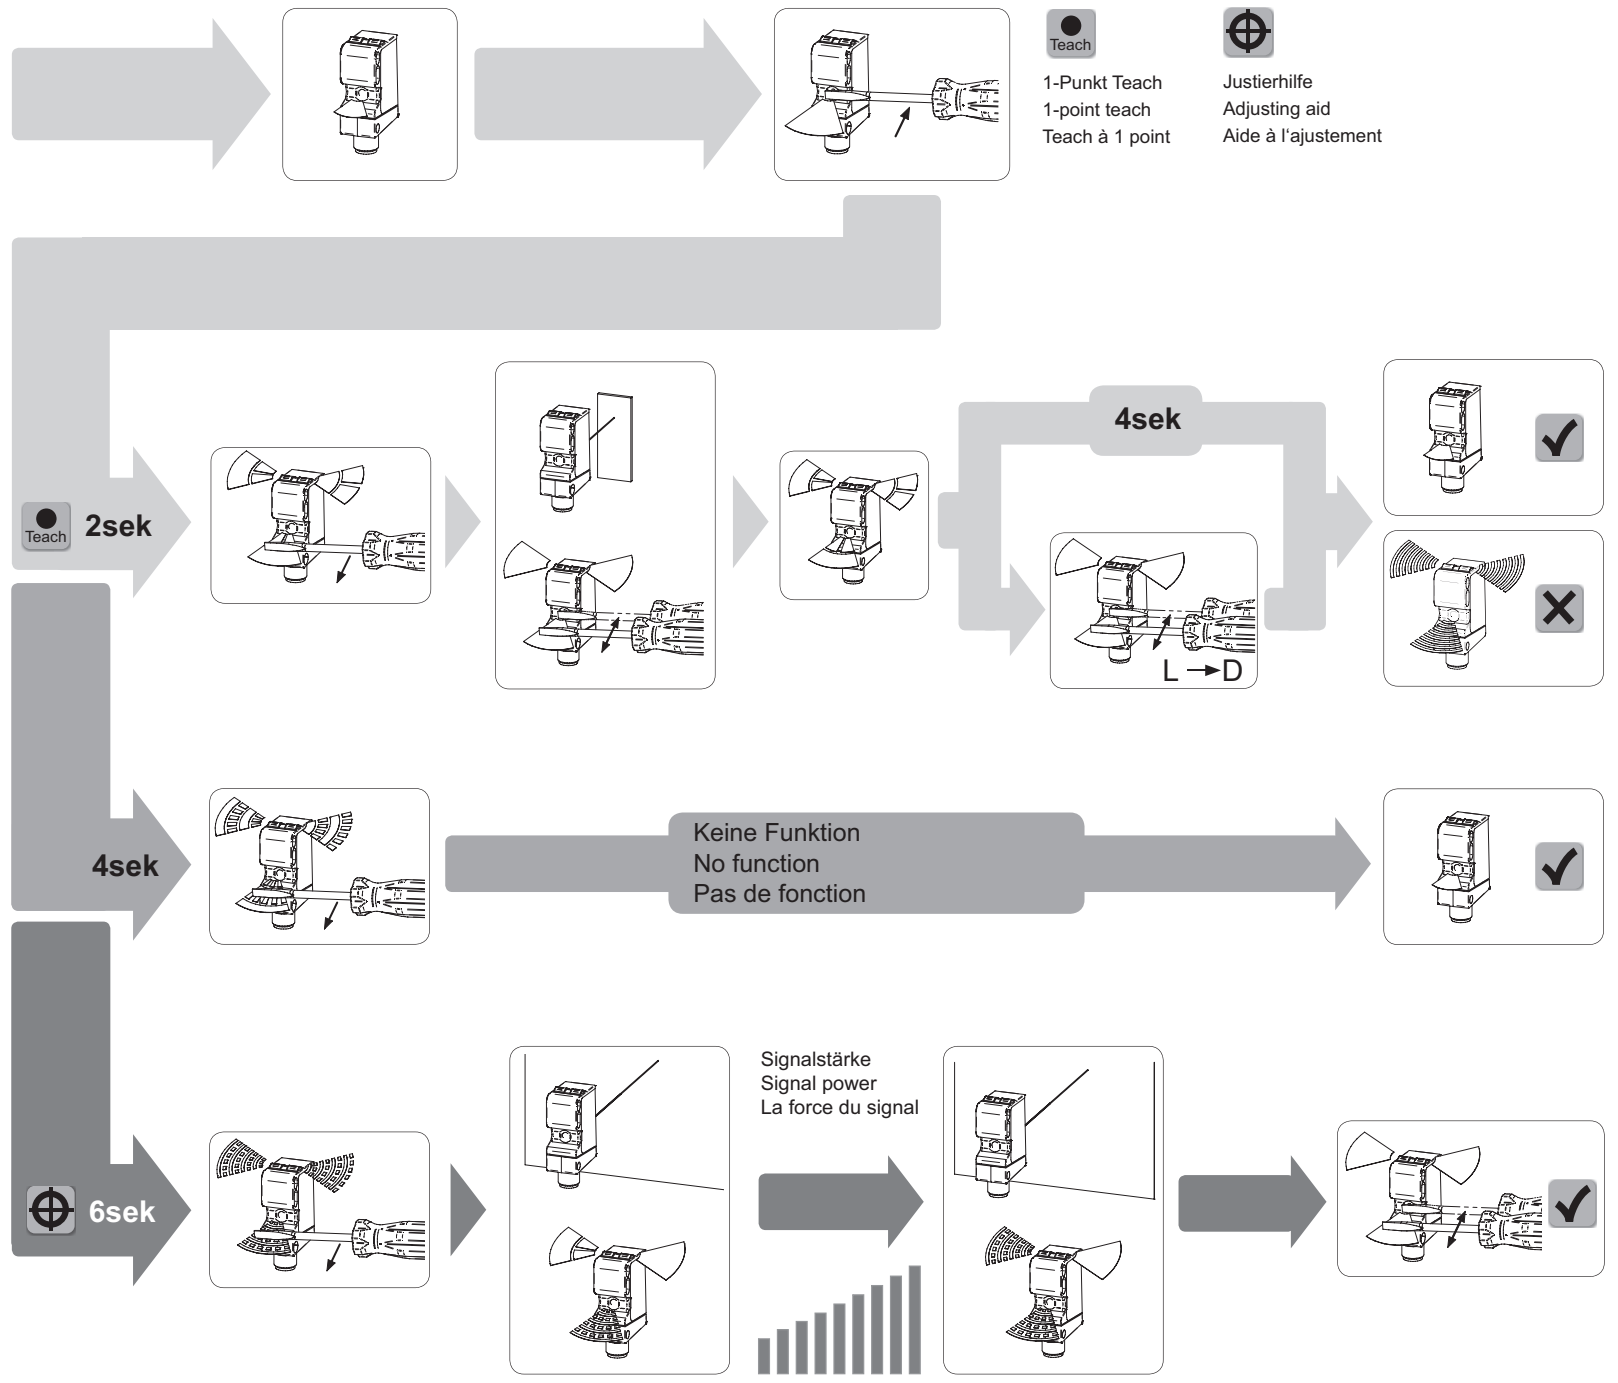 Teach
1-Punkt Teach
1-point teach
Teach à 1 point
Justierhilfe
Adjusting aid
Aide à l'ajustement
Teach
2sek
4sek
L → D
4sek
Keine Funktion
No function
Pas de fonction
6sek
Signalstärke
Signal power
La force du signal